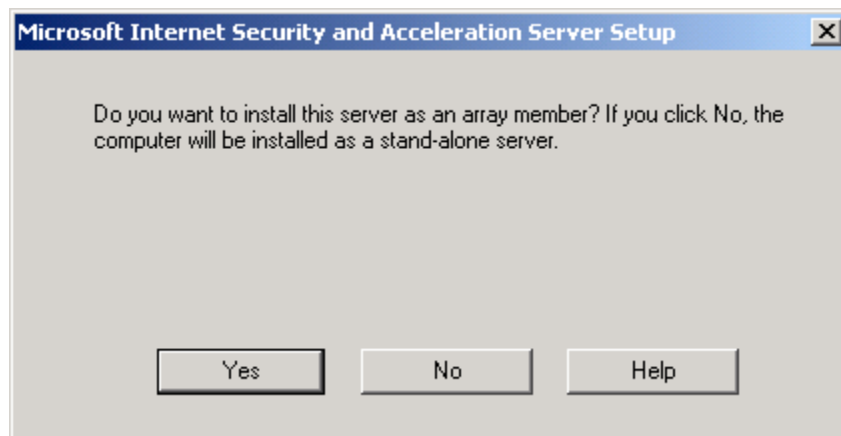 Microsoft Internet Security and Acceleration Server Setup
Do you want to install this server as an array member? If you click No, the
computer will be installed as a stand-alone server.
Yes No Help